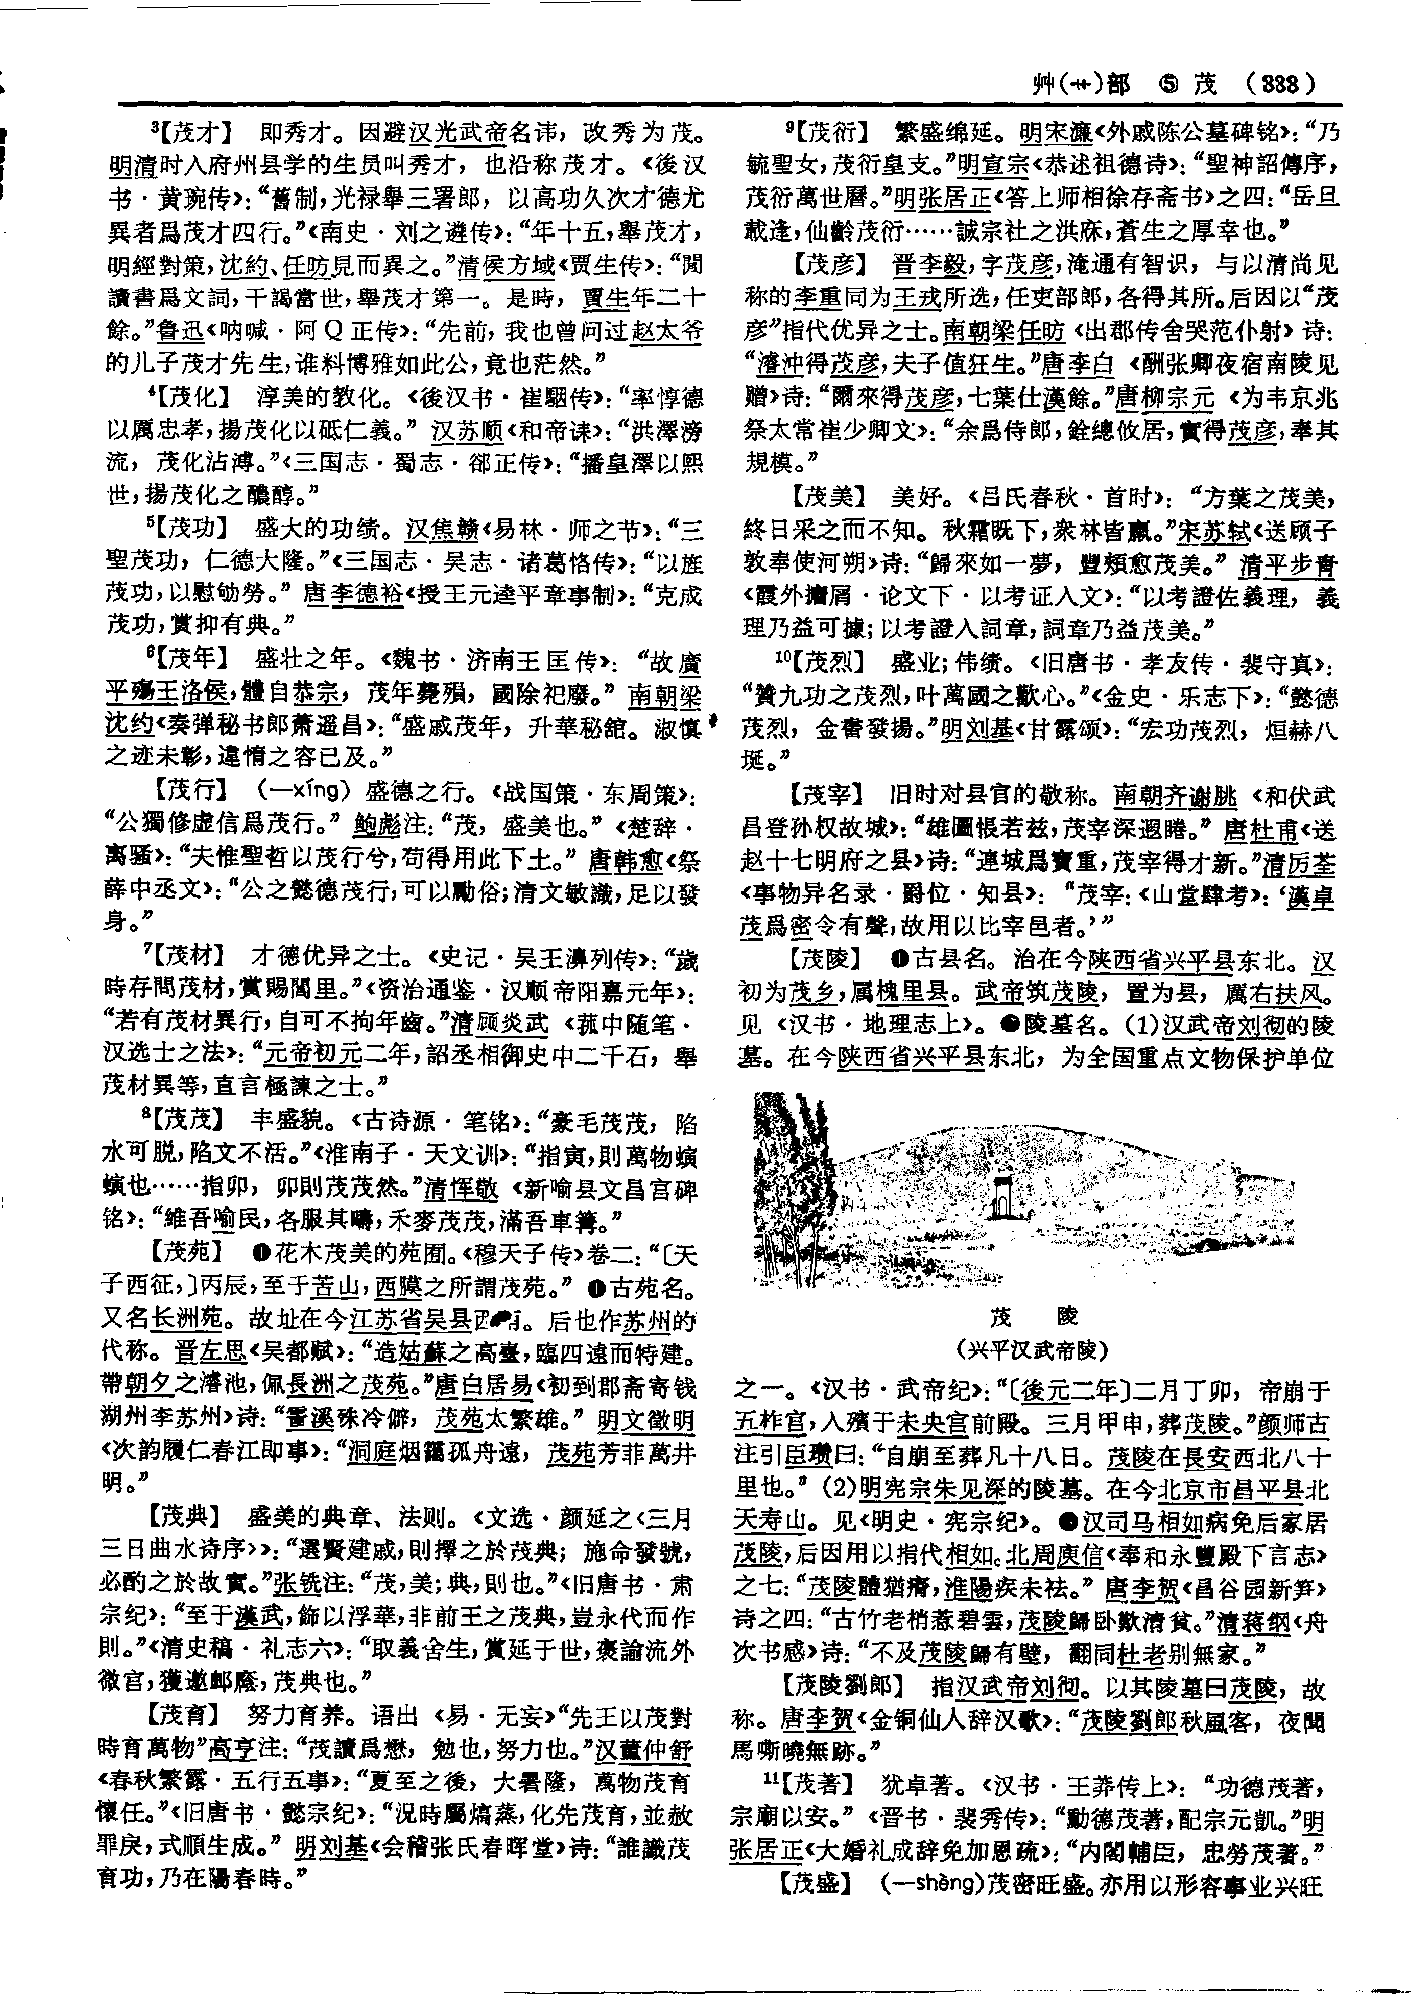 艸(艹)部 ⑤ 茂 (333)
³【茂才】 即秀才。因避汉光武帝名讳，改秀为茂。
明清时入府州县学的生员叫秀才，也沿称茂才。《後汉
书·黄琬传》：“舊制，光禄舉三署郎，以高功久次才德尤
異者爲茂才四行。”《南史·刘之遴传》：“年十五，舉茂才，
明經對策，沈約、任昉見而異之。”清侯方域《贾生传》：“閲
讀書爲文詞，干謁當世，舉茂才第一。是時，賈生年二十
餘。”鲁迅《呐喊·阿Q正传》：“先前，我也曾问过赵太爷
的儿子茂才先生，谁料博雅如此公，竟也茫然。”
⁴【茂化】 淳美的教化。《後汉书·崔駰传》：“率惇德
以厲忠孝，揚茂化以砥仁義。”汉苏顺《和帝诔》：“洪澤滂
流，茂化沾溥。”《三国志·蜀志·郤正传》：“播皇澤以熙
世，揚茂化之醲醇。”
⁵【茂功】 盛大的功绩。汉焦赣《易林·师之节》：“三
聖茂功，仁德大隆。”《三国志·吴志·诸葛恪传》：“以旌
茂功，以慰劬勞。”唐李德裕《授王元逵平章事制》：“克成
茂功，賞抑有典。”
⁶【茂年】 盛壮之年。《魏书·济南王匡传》：“故廣
平殤王洛侯，體自恭宗，茂年薨殞，國除祀廢。”南朝梁
沈约《奏弹秘书郎萧遥昌》：“盛戚茂年，升華秘舘。淑慎
之迹未彰，違惰之容已及。”
【茂行】 （—xíng）盛德之行。《战国策·东周策》：
“公獨修虚信爲茂行。”鲍彪注：“茂，盛美也。”《楚辞·
离骚》：“夫惟聖哲以茂行兮，苟得用此下土。”唐韩愈《祭
薛中丞文》：“公之懿德茂行，可以勵俗；清文敏識，足以發
身。”
⁷【茂材】 才德优异之士。《史记·吴王濞列传》：“歲
時存問茂材，賞賜閭里。”《资治通鉴·汉顺帝阳嘉元年》：
“若有茂材異行，自可不拘年齒。”清顾炎武《菰中随笔·
汉选士之法》：“元帝初元二年，詔丞相御史中二千石，舉
茂材異等，直言極諫之士。”
⁸【茂茂】 丰盛貌。《古诗源·笔铭》：“豪毛茂茂，陷
水可脱，陷文不活。”《淮南子·天文训》：“指寅，則萬物螾
螾也……指卯，卯則茂茂然。”清恽敬《新喻县文昌宫碑
铭》：“維吾喻民，各服其疇，禾麥茂茂，滿吾車篝。”
【茂苑】 ❶花木茂美的苑囿。《穆天子传》卷二：“〔天
子西征，〕丙辰，至于苦山，西膜之所謂茂苑。”❷古苑名。
又名长洲苑。故址在今江苏省吴县西南。后也作苏州的
代称。晋左思《吴都赋》：“造姑蘇之高臺，臨四遠而特建。
帶朝夕之濬池，佩長洲之茂苑。”唐白居易《初到郡斋寄钱
湖州李苏州》诗：“霅溪殊冷僻，茂苑太繁雄。”明文徵明
《次韵履仁春江即事》：“洞庭烟靄孤舟遠，茂苑芳菲萬井
明。”
【茂典】 盛美的典章、法则。《文选·颜延之〈三月
三日曲水诗序〉》：“選賢建戚，則擇之於茂典；施命發號，
必酌之於故實。”张铣注：“茂，美；典，則也。”《旧唐书·肃
宗纪》：“至于漢武，飾以浮華，非前王之茂典，豈永代而作
則。”《清史稿·礼志六》：“取義舍生，賞延于世，褒諭流外
微官，獲邀卹廕，茂典也。”
【茂育】 努力育养。语出《易·无妄》“先王以茂對
時育萬物”高亨注：“茂讀爲懋，勉也，努力也。”汉董仲舒
《春秋繁露·五行五事》：“夏至之後，大暑隆，萬物茂育
懷任。”《旧唐书·懿宗纪》：“況時屬熇蒸，化先茂育，並赦
罪戾，式順生成。”明刘基《会稽张氏春晖堂》诗：“誰識茂
育功，乃在陽春時。”
⁹【茂衍】 繁盛绵延。明宋濂《外戚陈公墓碑铭》：“乃
毓聖女，茂衍皇支。”明宣宗《恭述祖德诗》：“聖神詔傳序，
茂衍萬世曆。”明张居正《答上师相徐存斋书》之四：“岳旦
載逢，仙齡茂衍……誠宗社之洪庥，蒼生之厚幸也。”
【茂彦】 晋李毅，字茂彦，淹通有智识，与以清尚见
称的李重同为王戎所选，任吏部郎，各得其所。后因以“茂
彦”指代优异之士。南朝梁任昉《出郡传舍哭范仆射》诗：
“濬冲得茂彦，夫子值狂生。”唐李白《酬张卿夜宿南陵见
赠》诗：“爾來得茂彦，七葉仕漢餘。”唐柳宗元《为韦京兆
祭太常崔少卿文》：“余爲侍郎，銓總攸居，實得茂彦，奉其
規模。”
【茂美】 美好。《吕氏春秋·首时》：“方葉之茂美，
終日采之而不知。秋霜既下，衆林皆羸。”宋苏轼《送顾子
敦奉使河朔》诗：“歸來如一夢，豐頰愈茂美。”清平步青
《霞外攟屑·论文下·以考证入文》：“以考證佐義理，義
理乃益可據；以考證入詞章，詞章乃益茂美。”
¹⁰【茂烈】 盛业；伟绩。《旧唐书·孝友传·裴守真》：
“贊九功之茂烈，叶萬國之歡心。”《金史·乐志下》：“懿德
茂烈，金書發揚。”明刘基《甘露颂》：“宏功茂烈，烜赫八
埏。”
【茂宰】 旧时对县官的敬称。南朝齐谢朓《和伏武
昌登孙权故城》：“雄圖悵若兹，茂宰深遐睠。”唐杜甫《送
赵十七明府之县》诗：“連城爲寶重，茂宰得才新。”清厉荃
《事物异名录·爵位·知县》：“茂宰：《山堂肆考》：‘漢卓
茂爲密令有聲，故用以比宰邑者。’”
【茂陵】 ❶古县名。治在今陕西省兴平县东北。汉
初为茂乡，属槐里县。武帝筑茂陵，置为县，属右扶风。
见《汉书·地理志上》。❷陵墓名。(1)汉武帝刘彻的陵
墓。在今陕西省兴平县东北，为全国重点文物保护单位
茂 陵
（兴平汉武帝陵）
之一。《汉书·武帝纪》：“〔後元二年〕二月丁卯，帝崩于
五柞宫，入殯于未央宫前殿。三月甲申，葬茂陵。”颜师古
注引臣瓒曰：“自崩至葬凡十八日。茂陵在長安西北八十
里也。”(2)明宪宗朱见深的陵墓。在今北京市昌平县北
天寿山。见《明史·宪宗纪》。❸汉司马相如病免后家居
茂陵，后因用以指代相如。北周庾信《奉和永豐殿下言志》
之七：“茂陵體猶瘠，淮陽疾未祛。”唐李贺《昌谷园新笋》
诗之四：“古竹老梢惹碧雲，茂陵歸卧歎清貧。”清蒋纲《舟
次书感》诗：“不及茂陵歸有壁，翻同杜老别無家。”
【茂陵劉郎】 指汉武帝刘彻。以其陵墓曰茂陵，故
称。唐李贺《金铜仙人辞汉歌》：“茂陵劉郎秋風客，夜聞
馬嘶曉無跡。”
¹¹【茂著】 犹卓著。《汉书·王莽传上》：“功德茂著，
宗廟以安。”《晋书·裴秀传》：“勳德茂著，配宗元凱。”明
张居正《大婚礼成辞免加恩疏》：“内閣輔臣，忠勞茂著。”
【茂盛】 （—shèng）茂密旺盛。亦用以形容事业兴旺